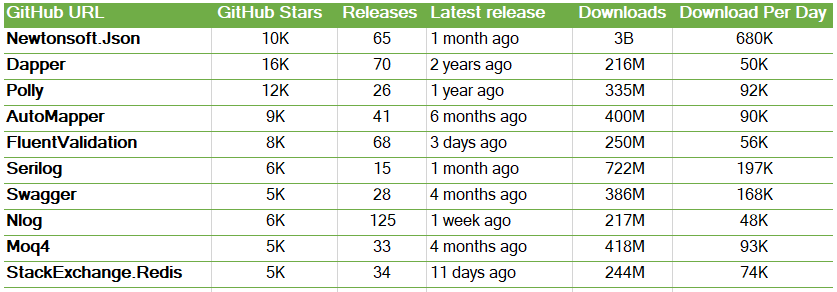 GitHub URL GitHub Stars Releases Latest release Downloads Download Per Day
Newtonsoft.Json 10K 65 1 month ago 3B 680K
Dapper 16K 70 2 years ago 216M 50K
Polly 12K 26 1 year ago 335M 92K
AutoMapper 9K 41 6 months ago 400M 90K
FluentValidation 8K 68 3 days ago 250M 56K
Serilog 6K 15 1 month ago 722M 197K
Swagger 5K 28 4 months ago 386M 168K
Nlog 6K 125 1 week ago 217M 48K
Moq4 5K 33 4 months ago 418M 93K
StackExchange.Redis 5K 34 11 days ago 244M 74K